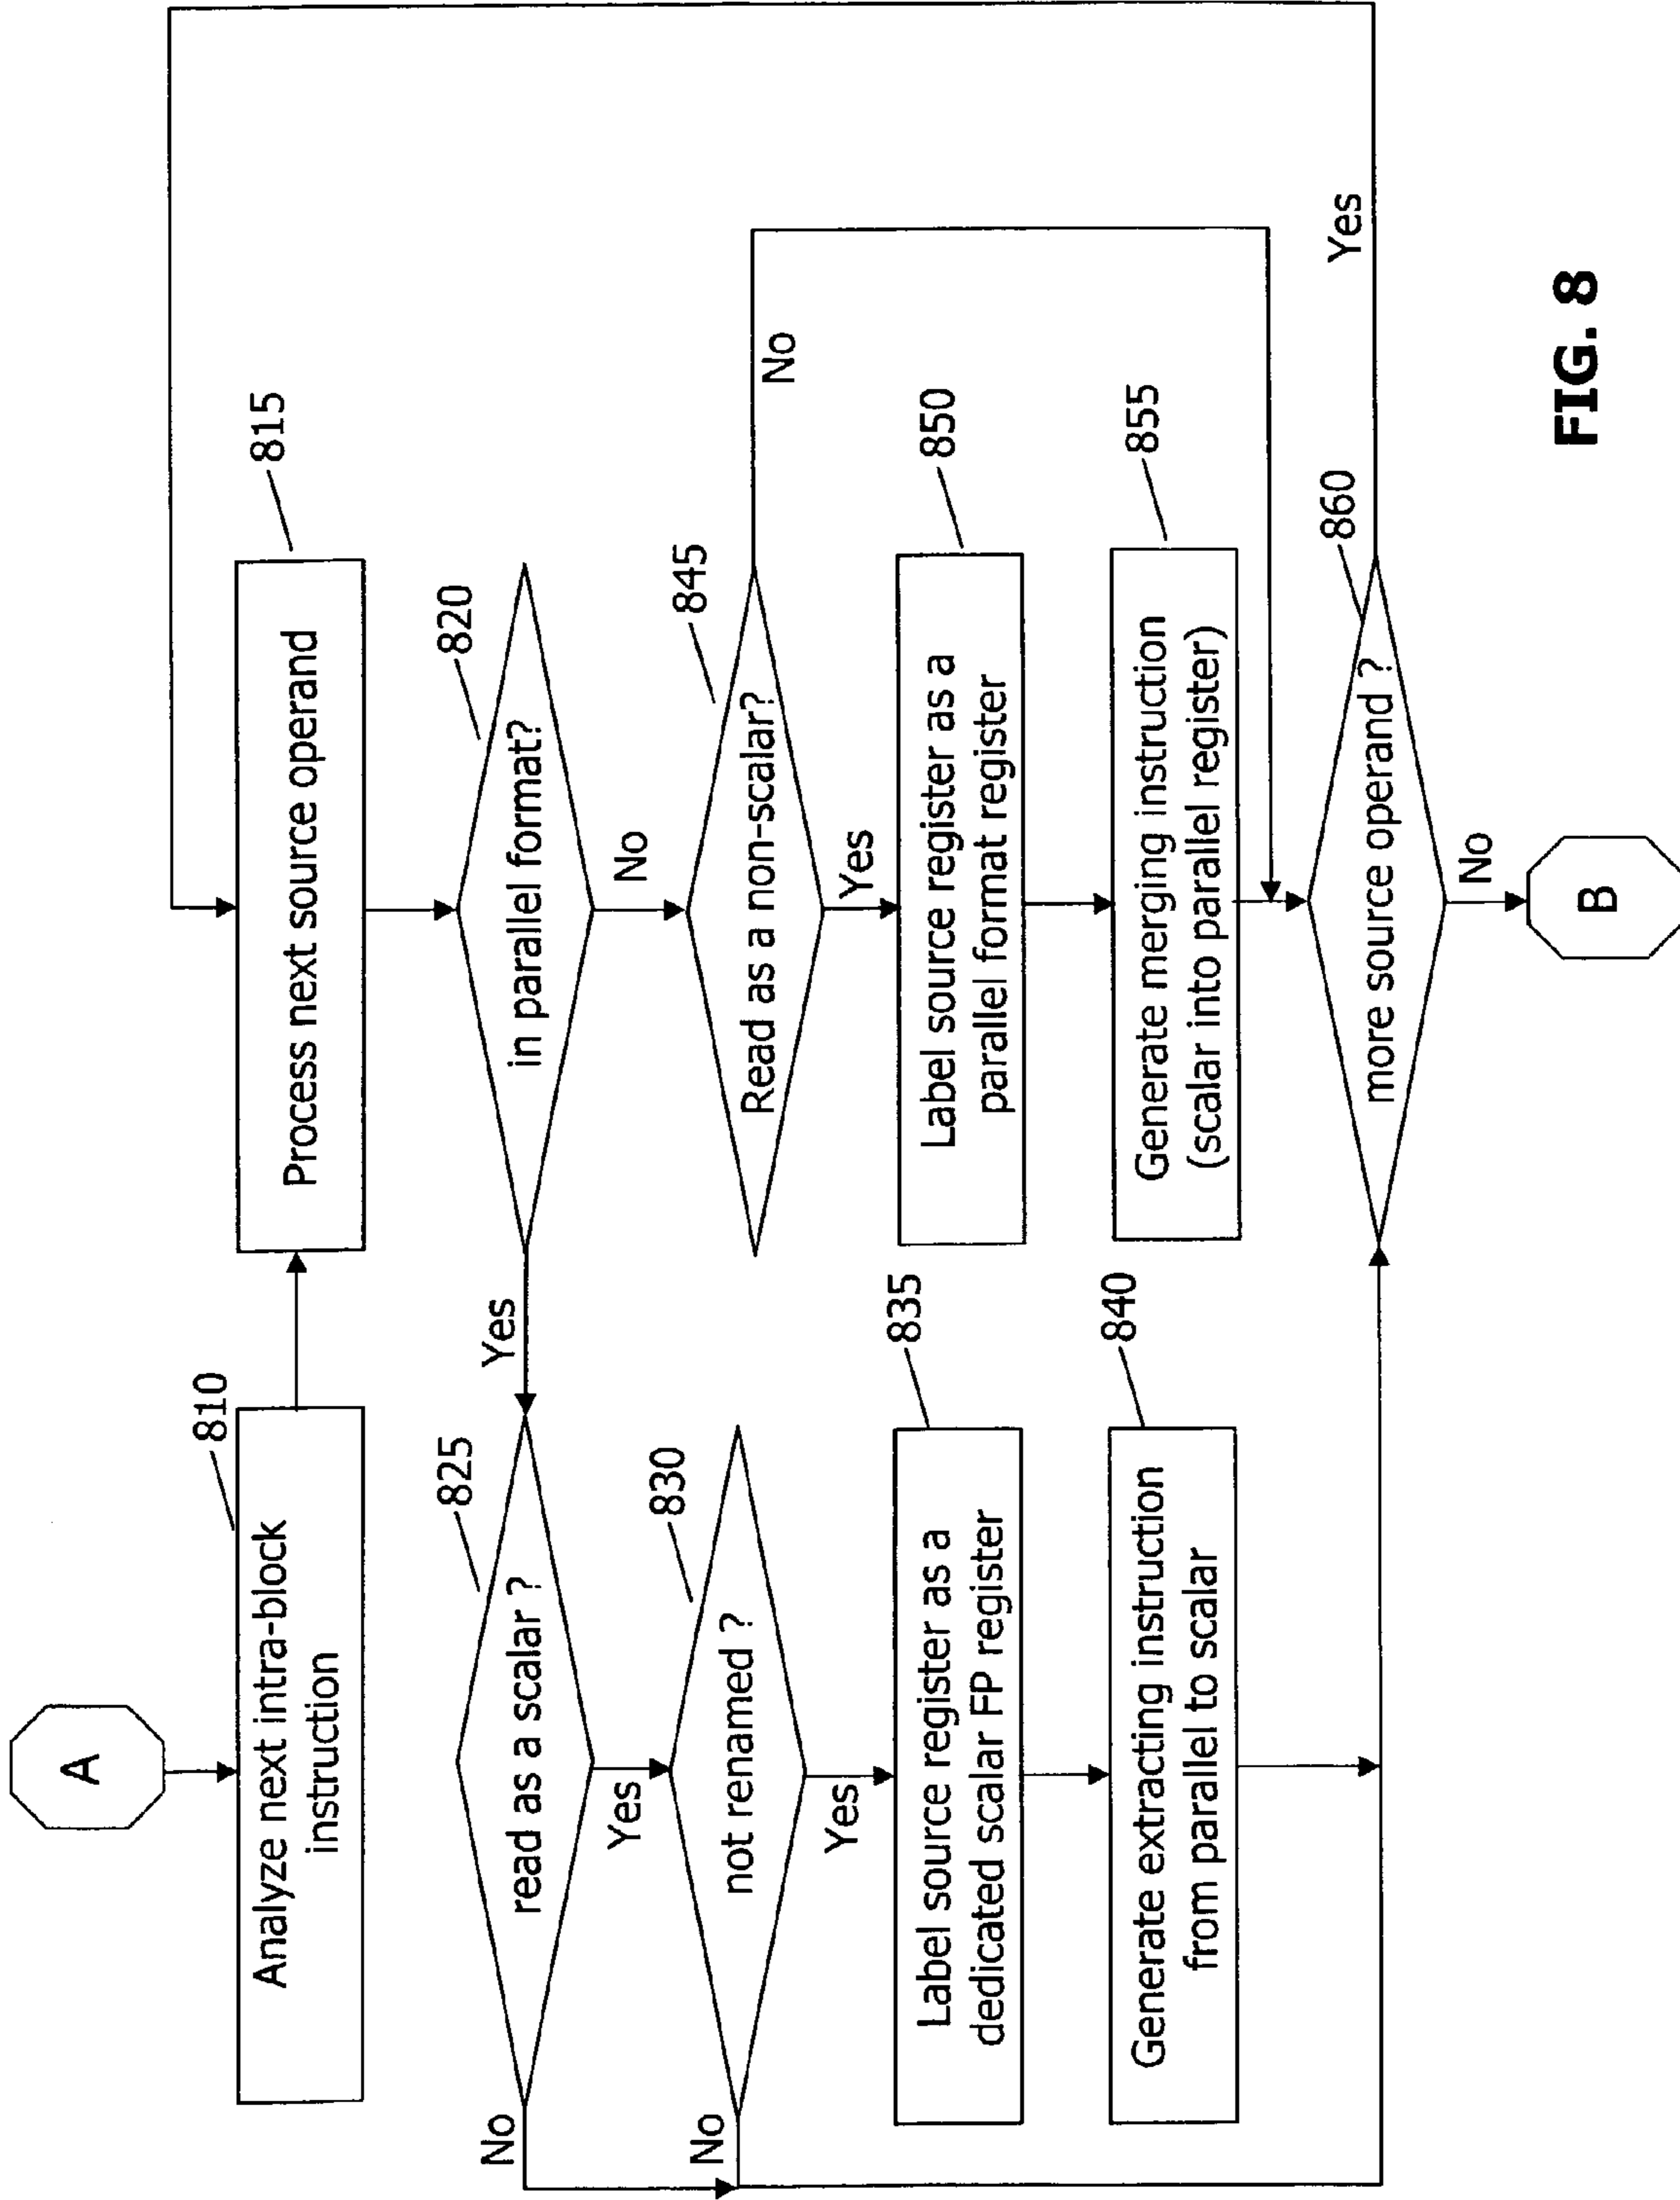 A
810
Analyze next intra-block
instruction
815
Process next source operand
820
in parallel format?
Yes
No
825
read as a scalar ?
No
Yes
830
not renamed ?
No
Yes
835
Label source register as a
dedicated scalar FP register
840
Generate extracting instruction
from parallel to scalar
845
Read as a non-scalar?
No
Yes
850
Label source register as a
parallel format register
855
Generate merging instruction
(scalar into parallel register)
860
more source operand ?
Yes
No
B
FIG. 8